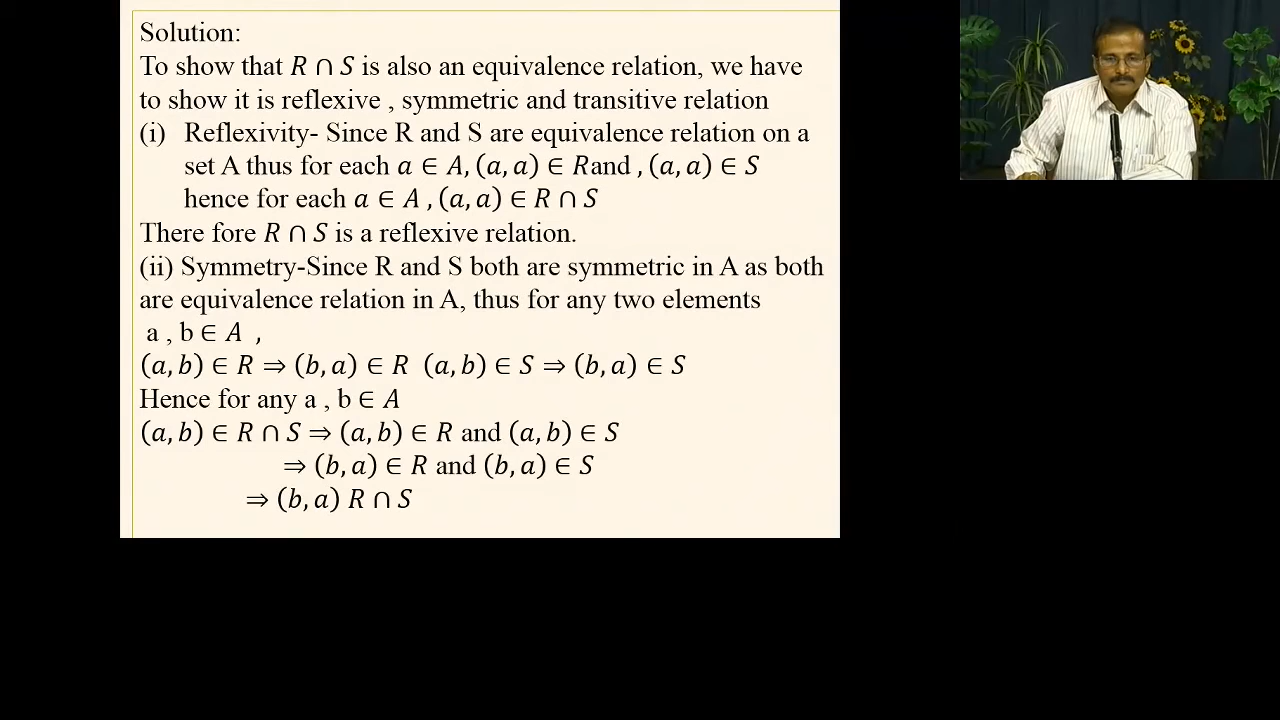 Solution:
To show that R ∩ S is also an equivalence relation, we have
to show it is reflexive , symmetric and transitive relation
(i) Reflexivity- Since R and S are equivalence relation on a
set A thus for each a ∈ A, (a, a) ∈ Rand , (a, a) ∈ S
hence for each a ∈ A , (a, a) ∈ R ∩ S
There fore R ∩ S is a reflexive relation.
(ii) Symmetry-Since R and S both are symmetric in A as both
are equivalence relation in A, thus for any two elements
a , b ∈ A ,
(a, b) ∈ R ⇒ (b, a) ∈ R (a, b) ∈ S ⇒ (b, a) ∈ S
Hence for any a , b ∈ A
(a, b) ∈ R ∩ S ⇒ (a, b) ∈ R and (a, b) ∈ S
⇒ (b, a) ∈ R and (b, a) ∈ S
⇒ (b, a) R ∩ S